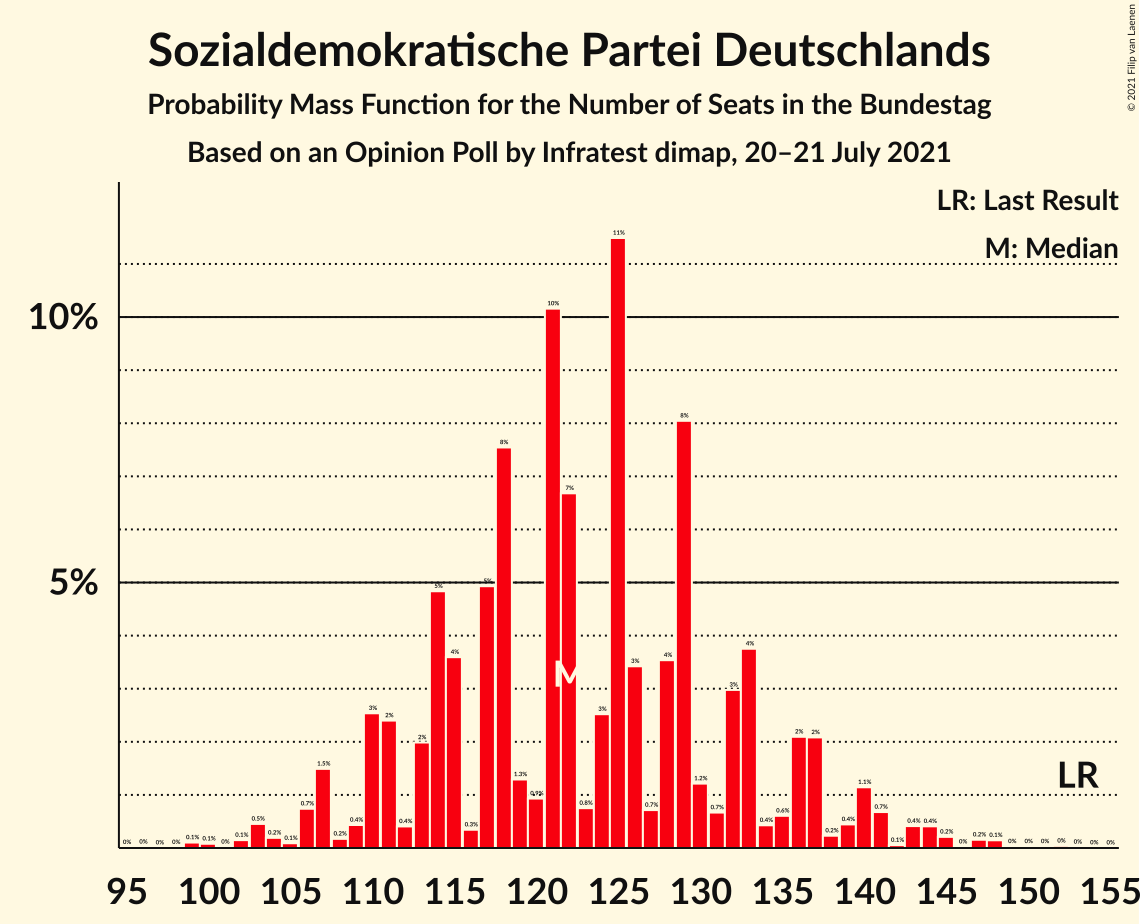 Sozialdemokratische Partei Deutschlands
Probability Mass Function for the Number of Seats in the Bundestag
Based on an Opinion Poll by Infratest dimap, 20–21 July 2021
© 2021 Filip van Laenen
LR: Last Result
M: Median
10%
5%
0% 0% 0% 0% 0.1% 0.1% 0% 0.1% 0.5% 0.2% 0.1% 0.7% 1.5% 0.2% 0.4% 3% 2% 0.4% 2% 5% 4% 0.3% 5% 8% 1.3% 0.9% 10% 7% 0.8% 3% 11% 3% 0.7% 4% 8% 1.2% 0.7% 3% 4% 0.4% 0.6% 2% 2% 0.2% 0.4% 1.1% 0.7% 0.1% 0.4% 0.4% 0.2% 0% 0.2% 0.1% 0% 0% 0% 0% 0% 0% 0%
M
LR
95 100 105 110 115 120 125 130 135 140 145 150 155